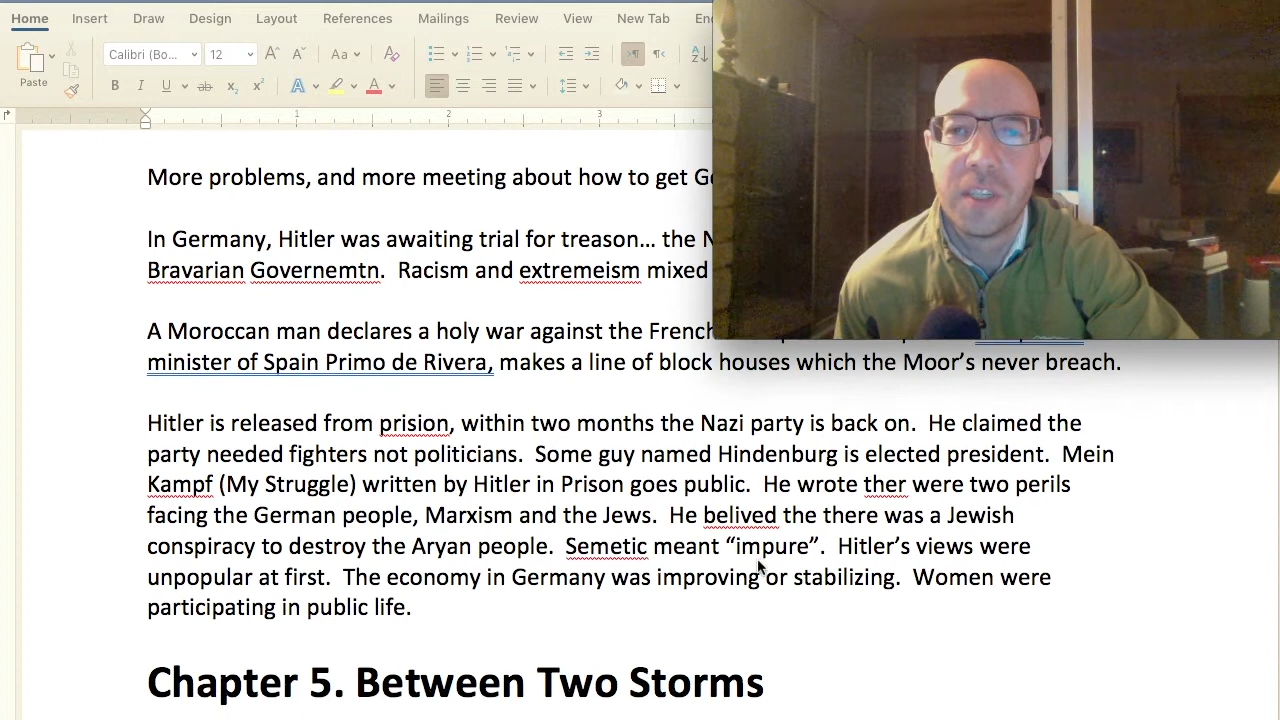 Home Insert Draw Design Layout References Mailings Review View New Tab
Calibri (Bo... 12 Aa
Paste B I U ab x₂ x² A A
1 2 3
More problems, and more meeting about how to get
In Germany, Hitler was awaiting trial for treason… the
Bravarian Governemtn. Racism and extremeism mixed
A Moroccan man declares a holy war against the French
minister of Spain Primo de Rivera, makes a line of block houses which the Moor’s never breach.
Hitler is released from prision, within two months the Nazi party is back on. He claimed the
party needed fighters not politicians. Some guy named Hindenburg is elected president. Mein
Kampf (My Struggle) written by Hitler in Prison goes public. He wrote ther were two perils
facing the German people, Marxism and the Jews. He belived the there was a Jewish
conspiracy to destroy the Aryan people. Semetic meant “impure”. Hitler’s views were
unpopular at first. The economy in Germany was improving or stabilizing. Women were
participating in public life.
Chapter 5. Between Two Storms